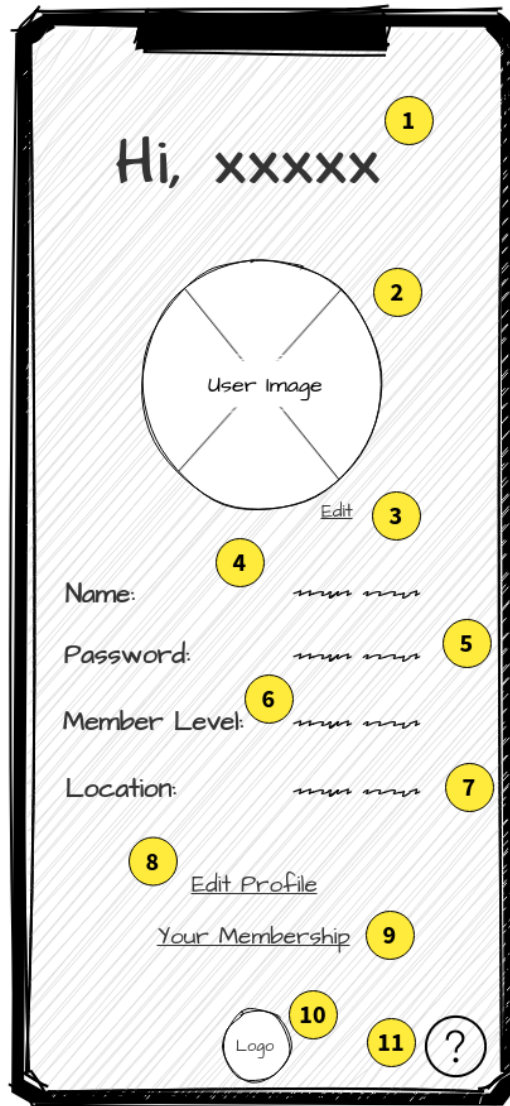 1
Hi, xxxxx
2
User Image
Edit 3
4
Name:
Password: 5
6
Member Level:
Location: 7
8
Edit Profile
Your Membership 9
10
Logo
11 ?